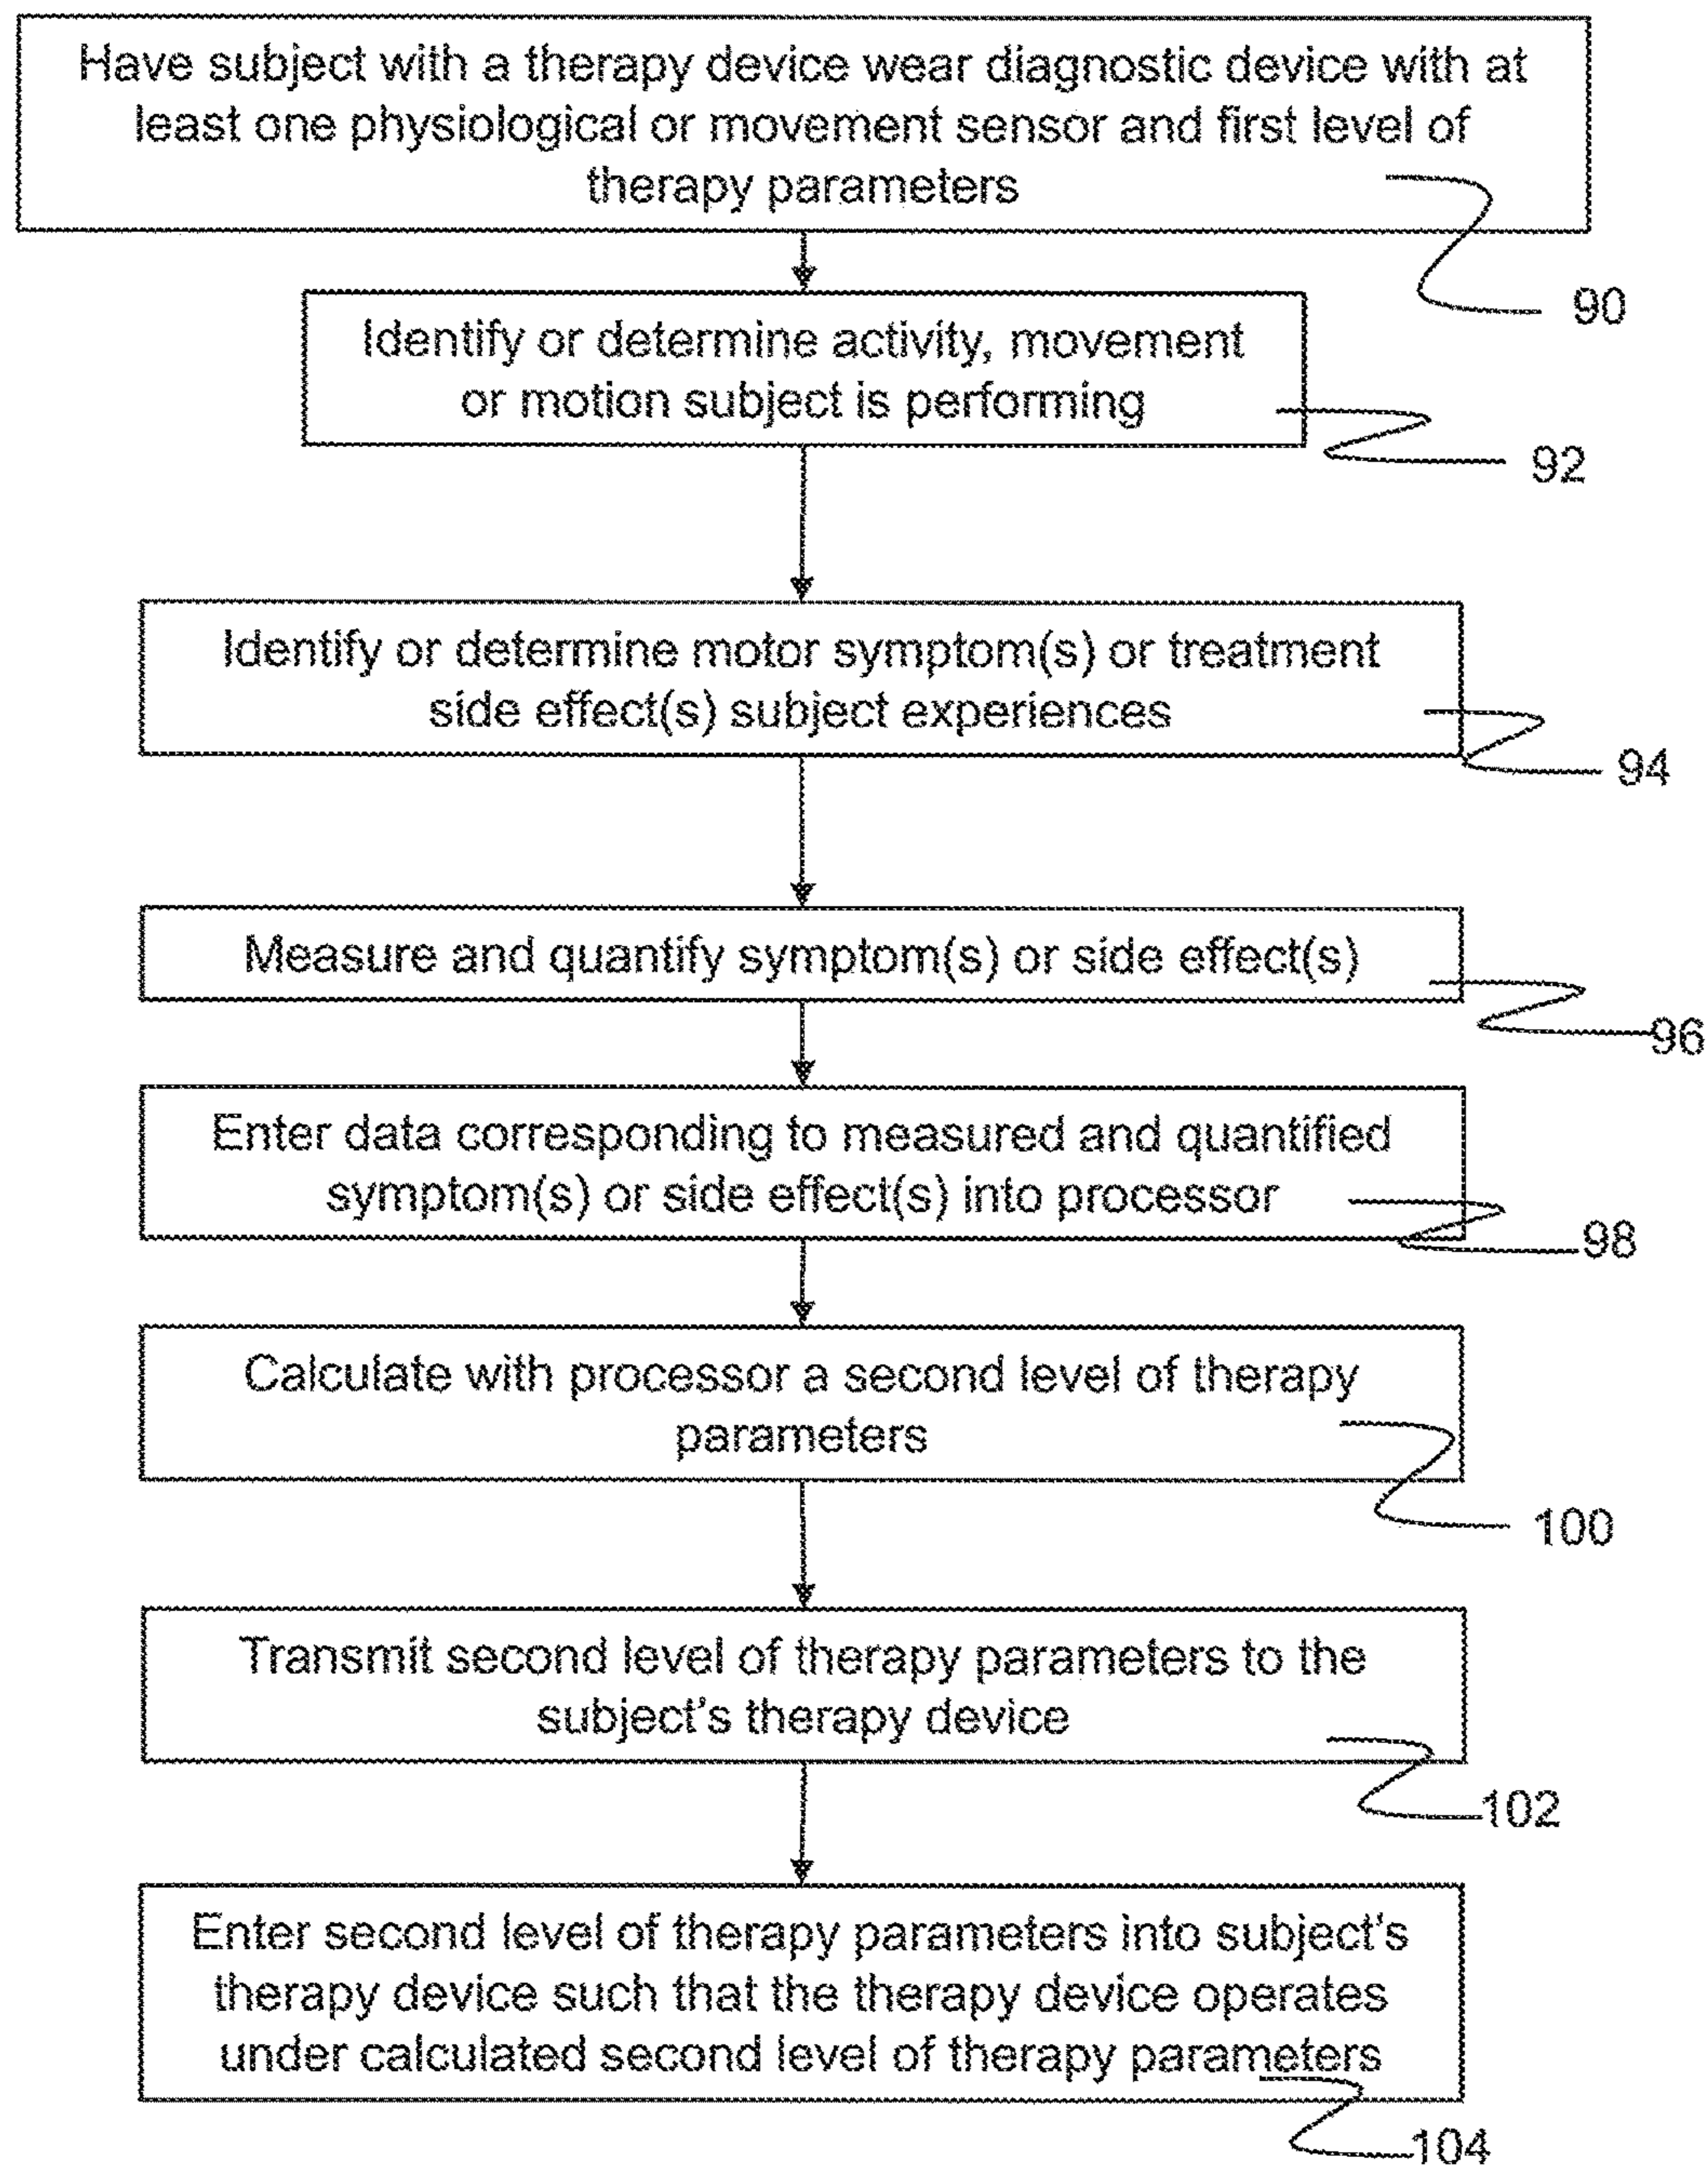 Have subject with a therapy device wear diagnostic device with at
least one physiological or movement sensor and first level of
therapy parameters
90
Identify or determine activity, movement
or motion subject is performing
92
Identify or determine motor symptom(s) or treatment
side effect(s) subject experiences
94
Measure and quantify symptom(s) or side effect(s)
96
Enter data corresponding to measured and quantified
symptom(s) or side effect(s) into processor
98
Calculate with processor a second level of therapy
parameters
100
Transmit second level of therapy parameters to the
subject's therapy device
102
Enter second level of therapy parameters into subject's
therapy device such that the therapy device operates
under calculated second level of therapy parameters
104